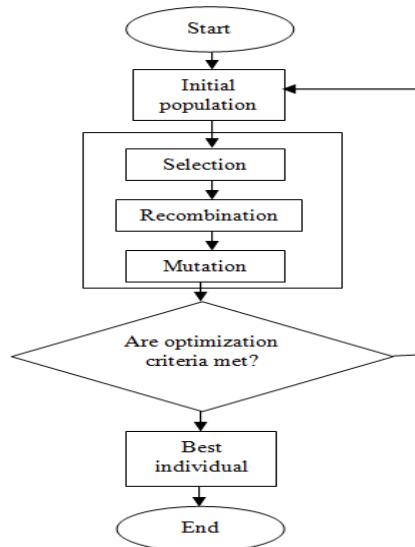 Start
Initial
population
Selection
Recombination
Mutation
Are optimization
criteria met?
Best
individual
End